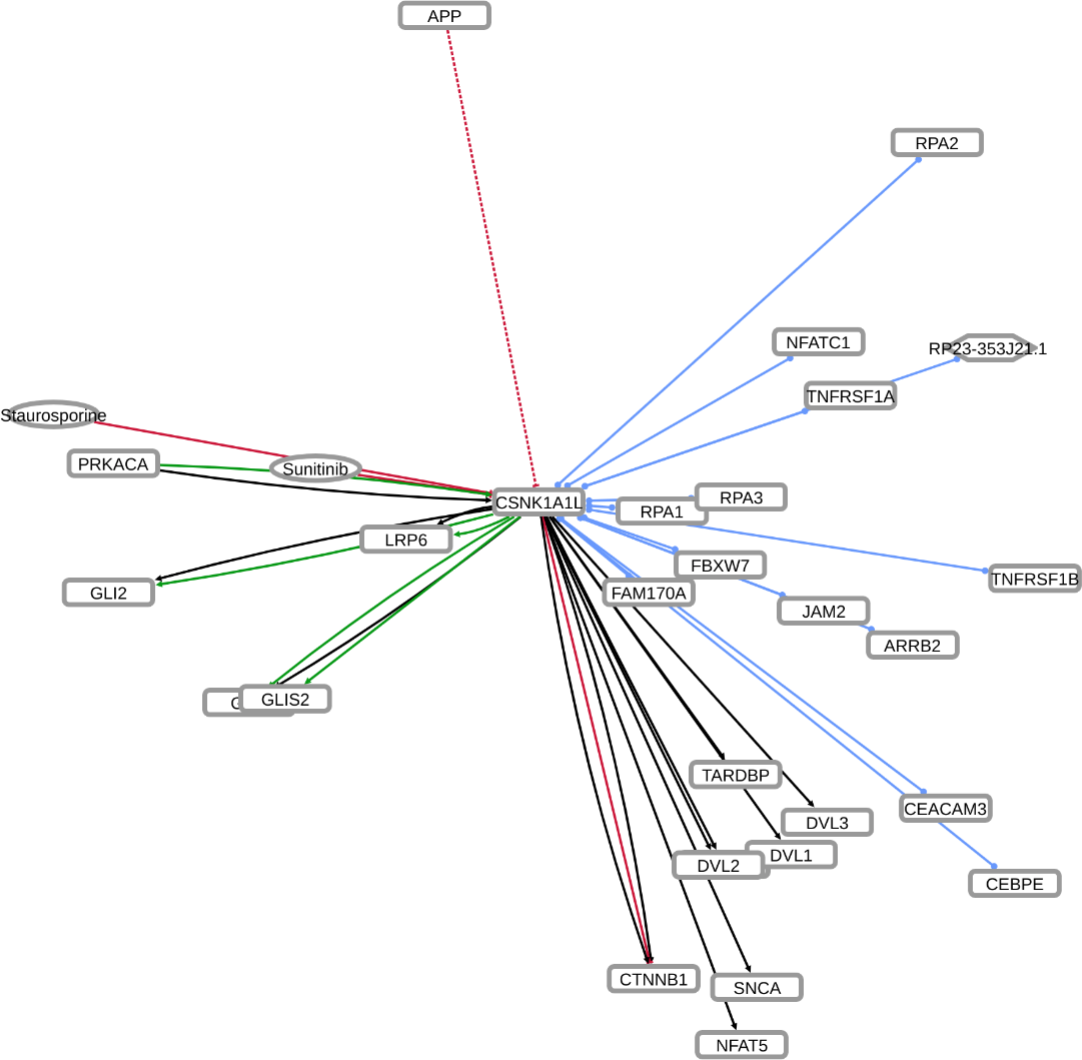 APP
RPA2
NFATC1
RP23-353J21.1
TNFRSF1A
Staurosporine
PRKACA
Sunitinib
CSNK1A1L
RPA3
RPA1
LRP6
FBXW7
TNFRSF1B
GLI2
FAM170A
JAM2
ARRB2
GLIS2
TARDBP
CEACAM3
DVL3
DVL1
DVL2
CEBPE
CTNNB1
SNCA
NFAT5